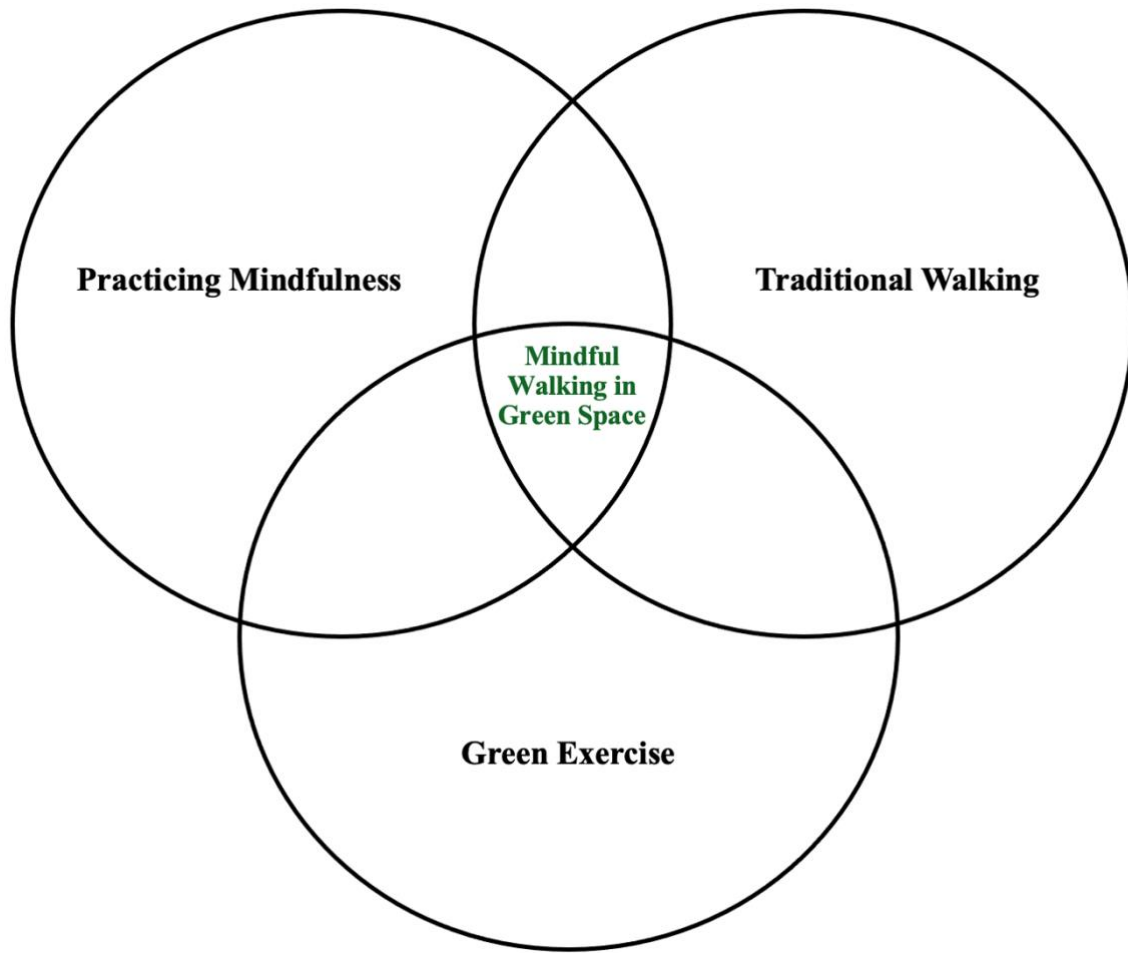 Practicing Mindfulness
Traditional Walking
Mindful
Walking in
Green Space
Green Exercise